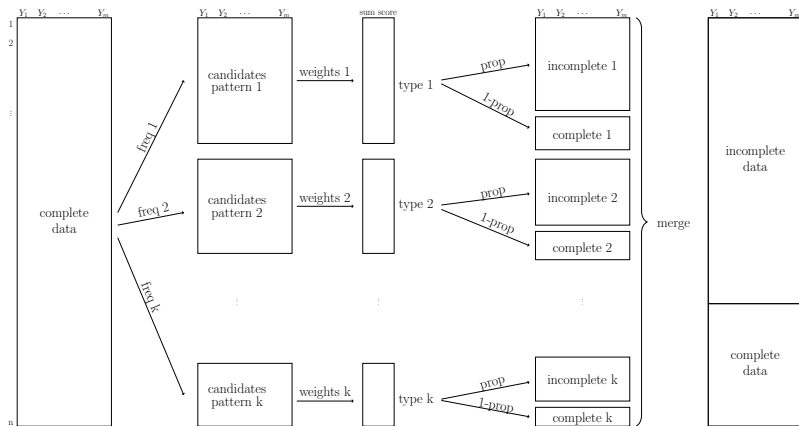 Y1 Y2 ⋯ Ym
1
2
⋮
n
complete
data
freq 1
freq 2
freq k
Y1 Y2 ⋯ Ym
candidates
pattern 1
candidates
pattern 2
⋮
candidates
pattern k
weights 1
weights 2
weights k
sum score
⋮
type 1
type 2
type k
prop
1-prop
prop
1-prop
prop
1-prop
Y1 Y2 ⋯ Ym
incomplete 1
complete 1
incomplete 2
complete 2
⋮
incomplete k
complete k
merge
Y1 Y2 ⋯ Ym
incomplete
data
complete
data